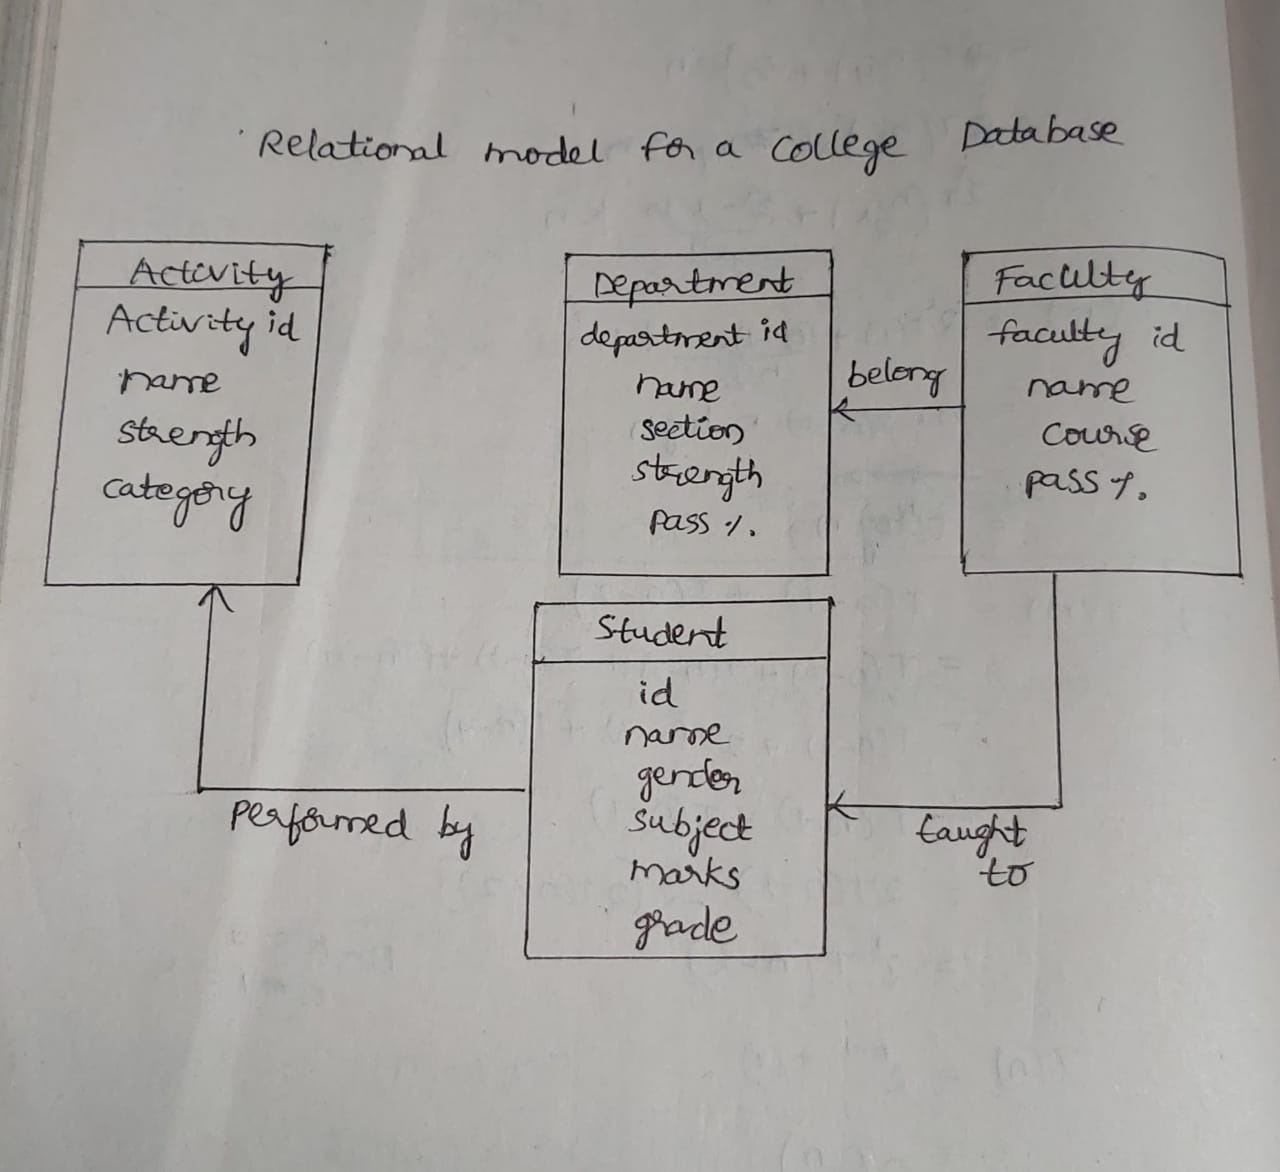 Relational model for a College Database
Activity
Activity id
name
strength
category
Department
department id
name
section
strength
pass %.
Faculty
faculty id
name
course
pass %.
belong
Student
id
name
gender
subject
marks
grade
Performed by
taught
to